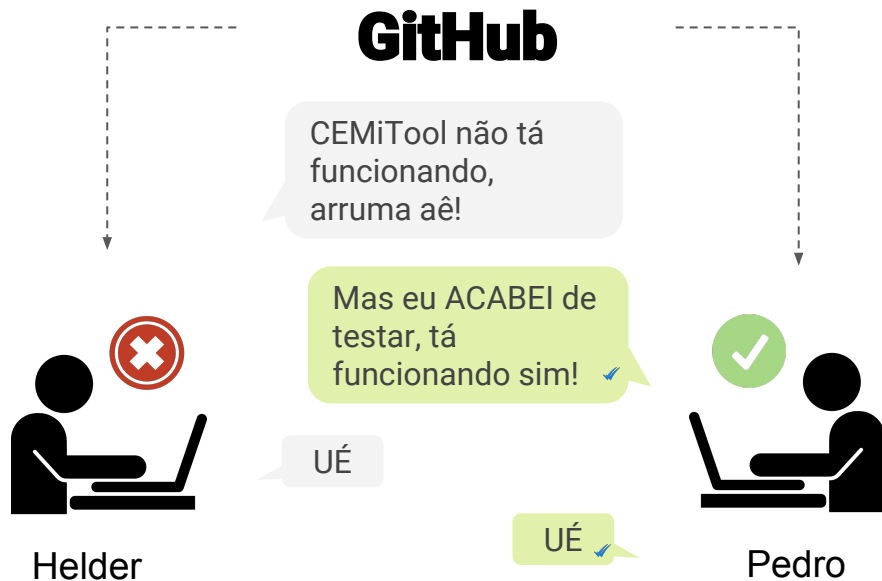 GitHub
CEMiTool não tá
funcionando,
arruma aê!
Mas eu ACABEI de
testar, tá
funcionando sim!
UÉ
UÉ
Helder
Pedro